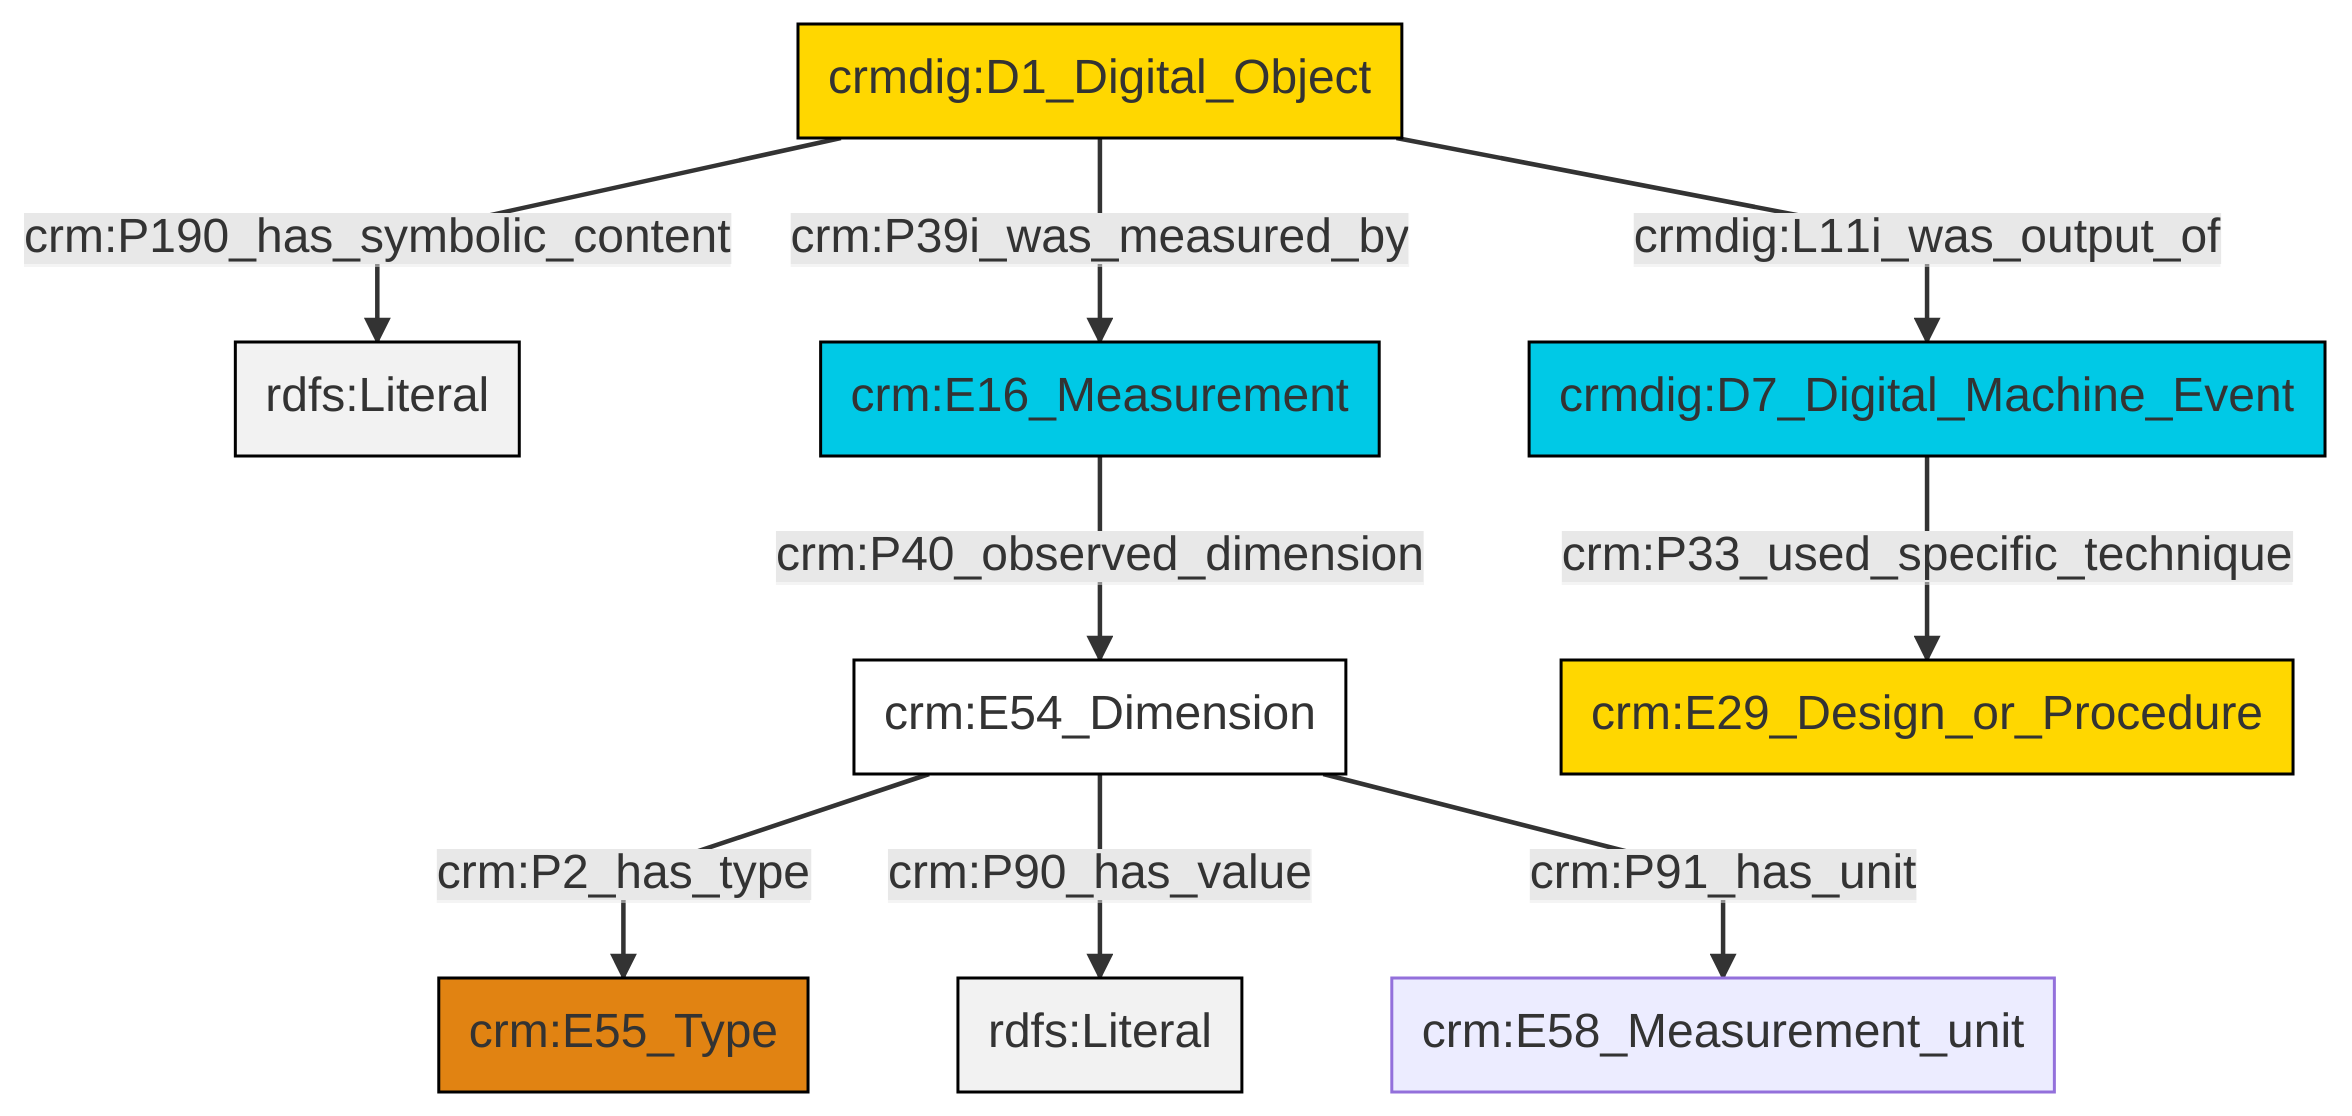 crmdig:D1_Digital_Object
crm:P190_has_symbolic_content
crm:P39i_was_measured_by
crmdig:L11i_was_output_of
rdfs:Literal
crm:E16_Measurement
crmdig:D7_Digital_Machine_Event
crm:P40_observed_dimension
crm:P33_used_specific_technique
crm:E54_Dimension
crm:E29_Design_or_Procedure
crm:P2_has_type
crm:P90_has_value
crm:P91_has_unit
crm:E55_Type
rdfs:Literal
crm:E58_Measurement_unit